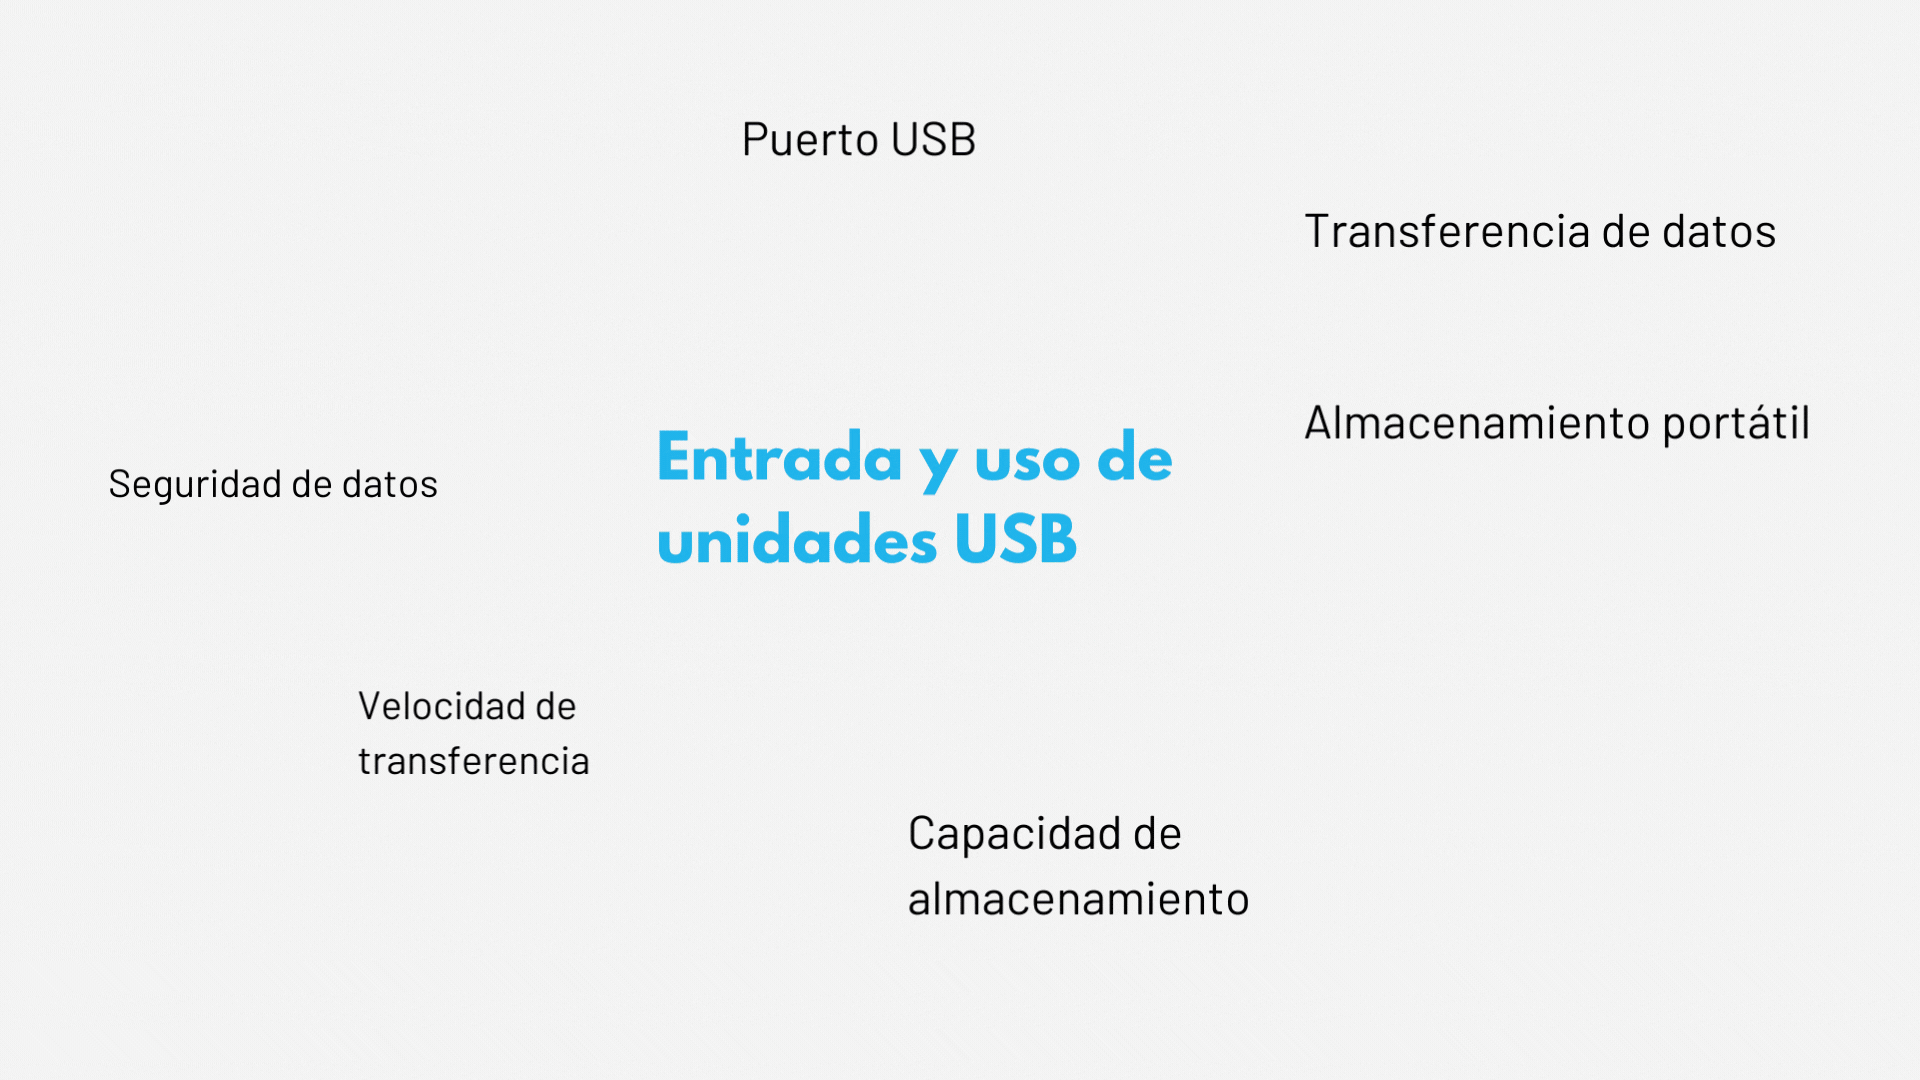 Puerto USB
Transferencia de datos
Almacenamiento portátil
Entrada y uso de
unidades USB
Seguridad de datos
Velocidad de
transferencia
Capacidad de
almacenamiento